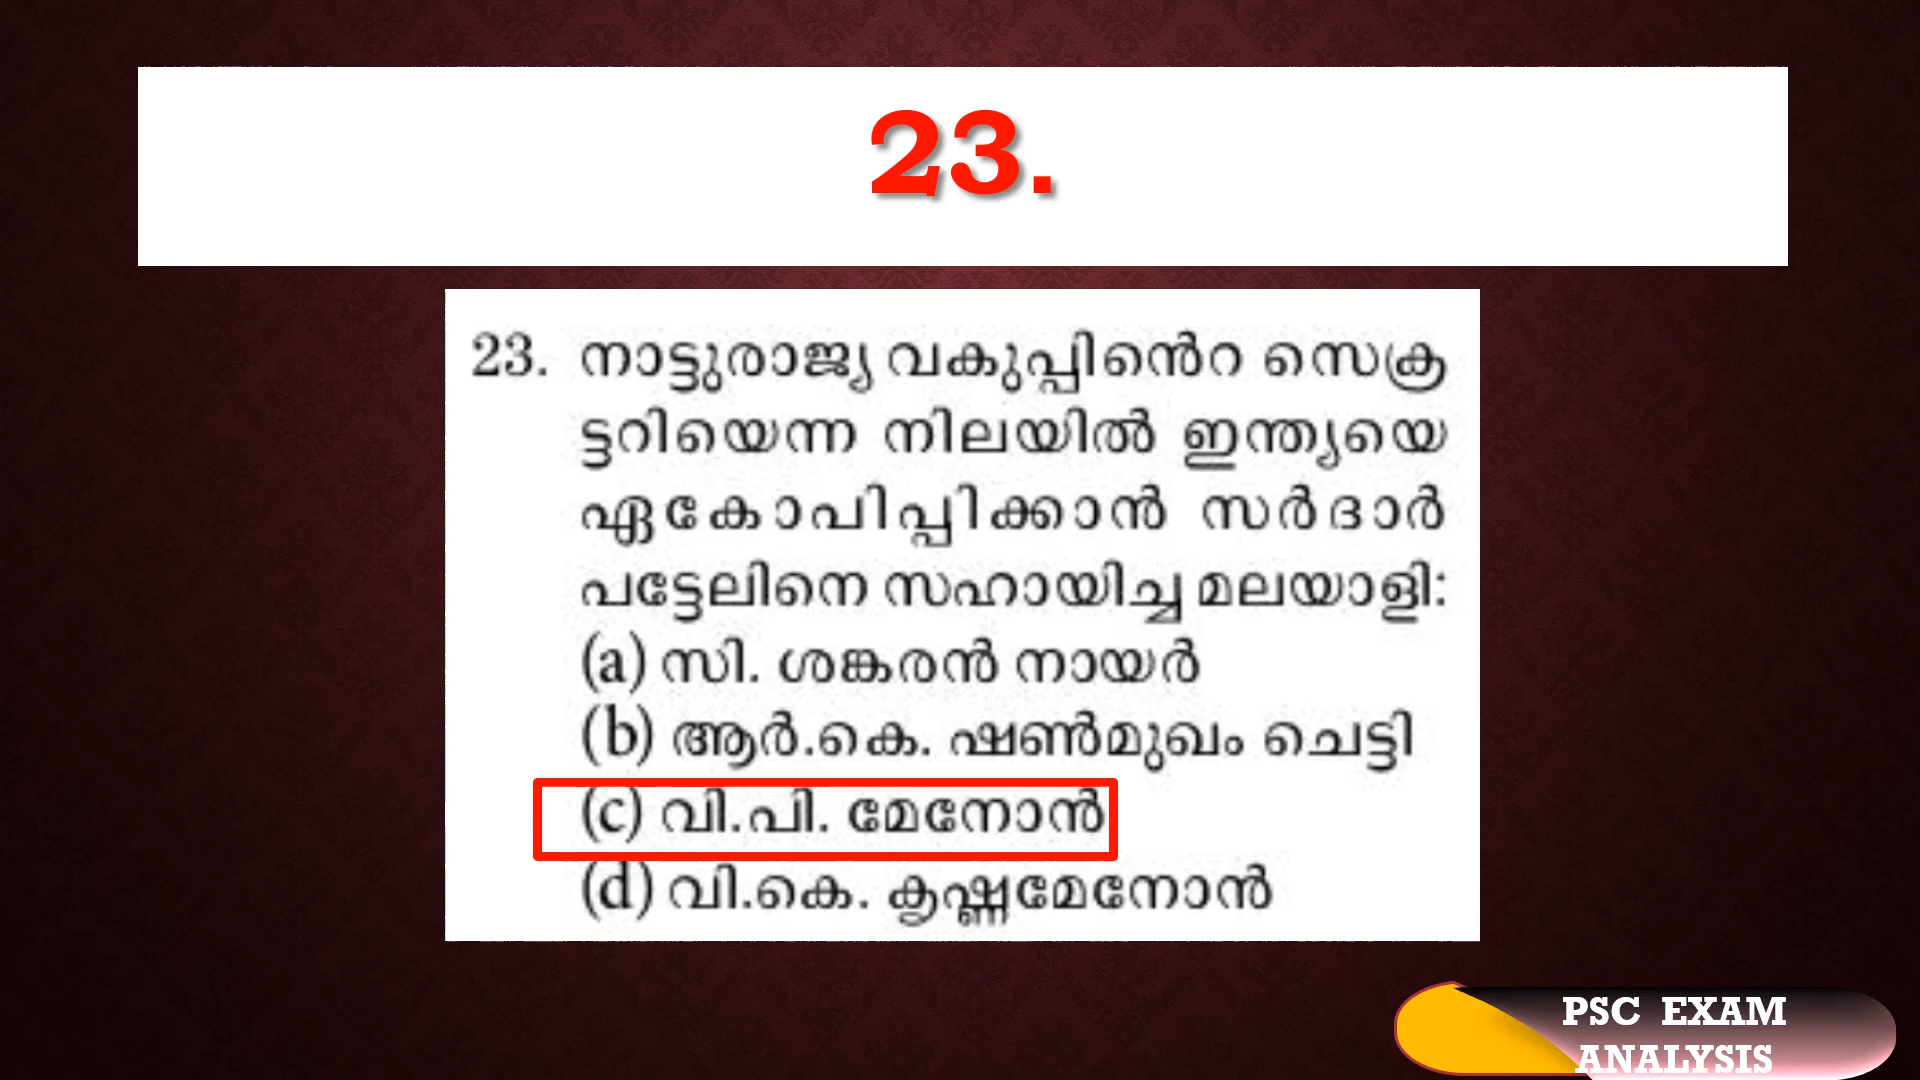 23.
23. നാട്ടുരാജ്യ വകുപ്പിൻെറ സെക്ര
ട്ടറിയെന്ന നിലയിൽ ഇന്ത്യയെ
ഏകോപിപ്പിക്കാൻ സർദാർ
പട്ടേലിനെ സഹായിച്ച മലയാളി:
(a) സി. ശങ്കരൻ നായർ
(b) ആർ.കെ. ഷൺമുഖം ചെട്ടി
(c) വി.പി. മേനോൻ
(d) വി.കെ. കൃഷ്ണമേനോൻ
PSC EXAM
ANALYSIS